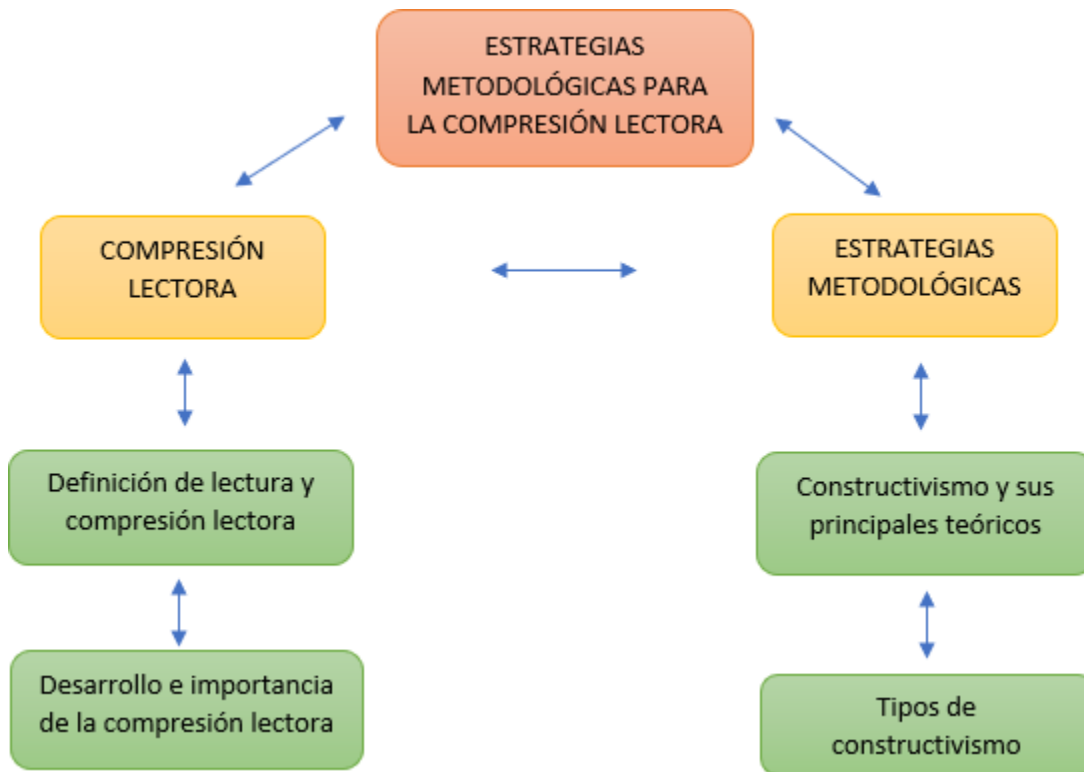 ESTRATEGIAS
METODOLÓGICAS PARA
LA COMPRESIÓN LECTORA
COMPRESIÓN
LECTORA
ESTRATEGIAS
METODOLÓGICAS
Definición de lectura y
compresión lectora
Constructivismo y sus
principales teóricos
Desarrollo e importancia
de la compresión lectora
Tipos de
constructivismo